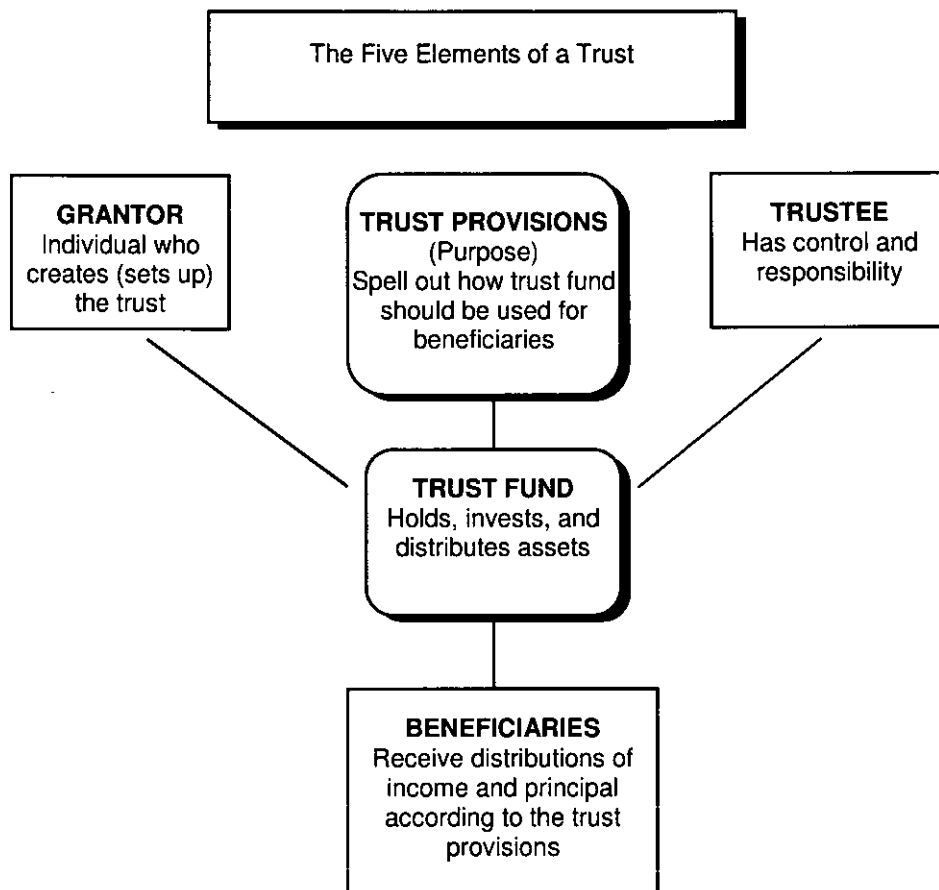 The Five Elements of a Trust
GRANTOR
Individual who
creates (sets up)
the trust
TRUST PROVISIONS
(Purpose)
Spell out how trust fund
should be used for
beneficiaries
TRUSTEE
Has control and
responsibility
TRUST FUND
Holds, invests, and
distributes assets
BENEFICIARIES
Receive distributions of
income and principal
according to the trust
provisions